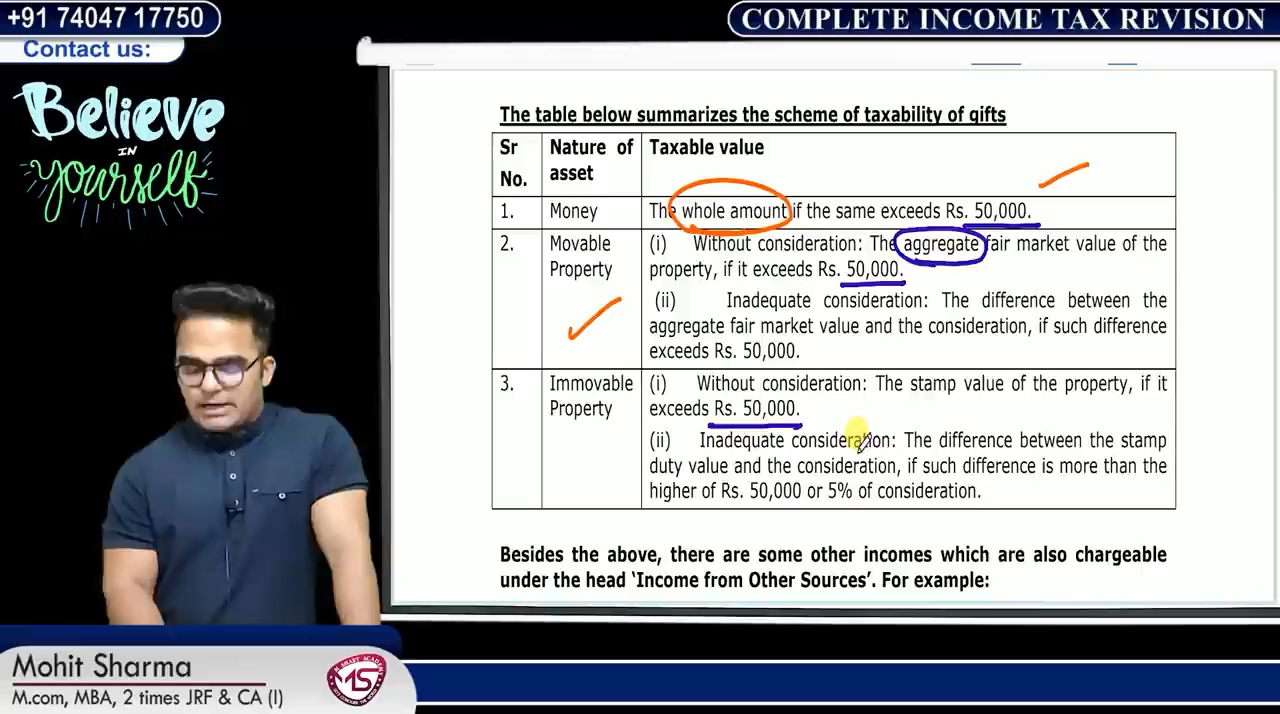 +91 74047 17750
Contact us:
COMPLETE INCOME TAX REVISION
Believe
IN
yourself
The table below summarizes the scheme of taxability of gifts
Sr No.
Nature of asset
Taxable value
1.
Money
The whole amount if the same exceeds Rs. 50,000.
2.
Movable Property
(i) Without consideration: The aggregate fair market value of the
property, if it exceeds Rs. 50,000.
(ii) Inadequate consideration: The difference between the
aggregate fair market value and the consideration, if such difference
exceeds Rs. 50,000.
3.
Immovable Property
(i) Without consideration: The stamp value of the property, if it
exceeds Rs. 50,000.
(ii) Inadequate consideration: The difference between the stamp
duty value and the consideration, if such difference is more than the
higher of Rs. 50,000 or 5% of consideration.
Besides the above, there are some other incomes which are also chargeable
under the head ‘Income from Other Sources’. For example:
Mohit Sharma
M.com, MBA, 2 times JRF & CA (I)
MS